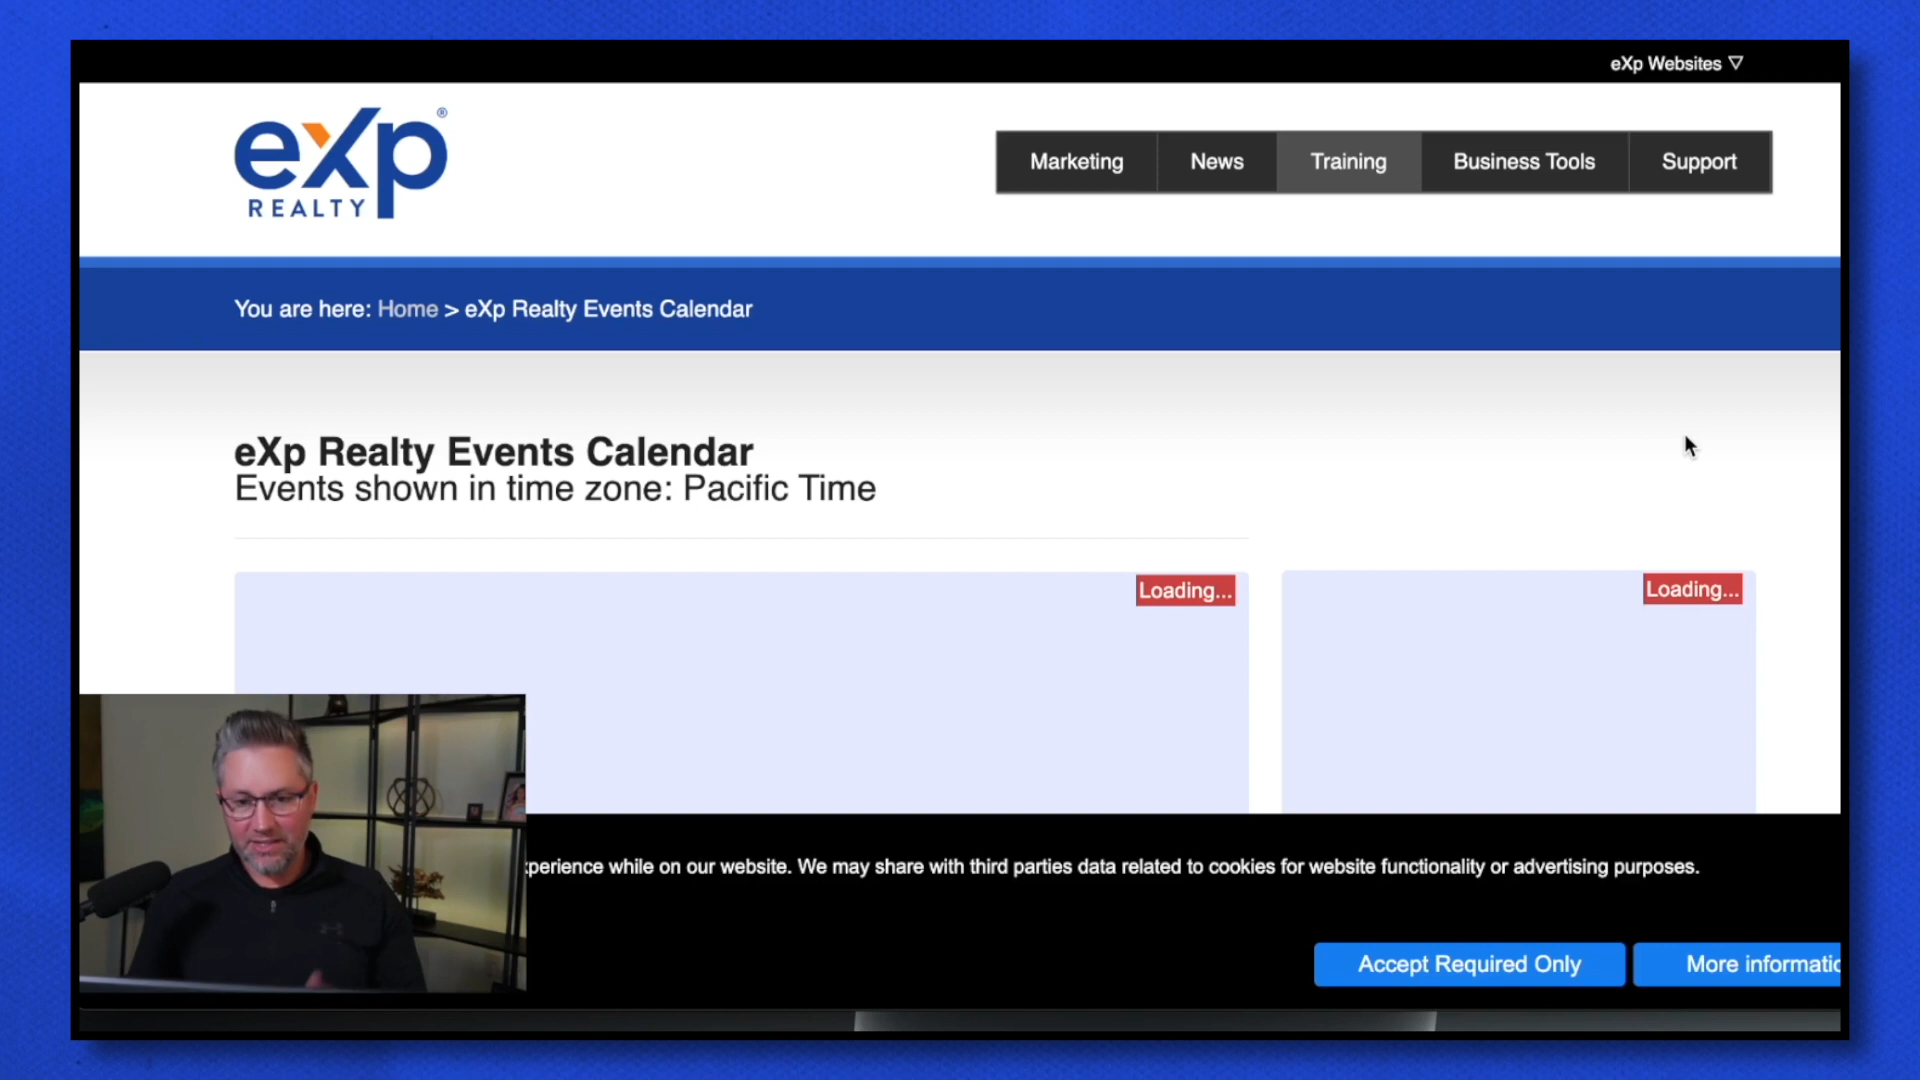 eXp Websites ▽
eXp®
REALTY
Marketing
News
Training
Business Tools
Support
You are here: Home > eXp Realty Events Calendar
eXp Realty Events Calendar
Events shown in time zone: Pacific Time
Loading...
Loading...
xperience while on our website. We may share with third parties data related to cookies for website functionality or advertising purposes.
Accept Required Only
More informatic